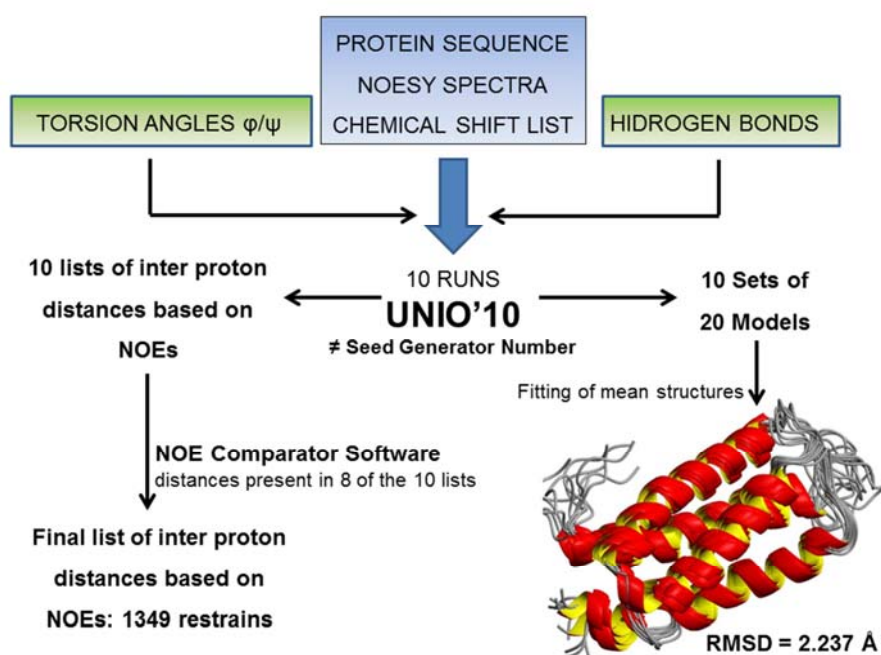 PROTEIN SEQUENCE
NOESY SPECTRA
CHEMICAL SHIFT LIST
TORSION ANGLES φ/ψ
HIDROGEN BONDS
10 lists of inter proton
distances based on
NOEs
10 RUNS
UNIO'10
≠ Seed Generator Number
10 Sets of
20 Models
Fitting of mean structures
NOE Comparator Software
distances present in 8 of the 10 lists
Final list of inter proton
distances based on
NOEs: 1349 restrains
RMSD = 2.237 Å